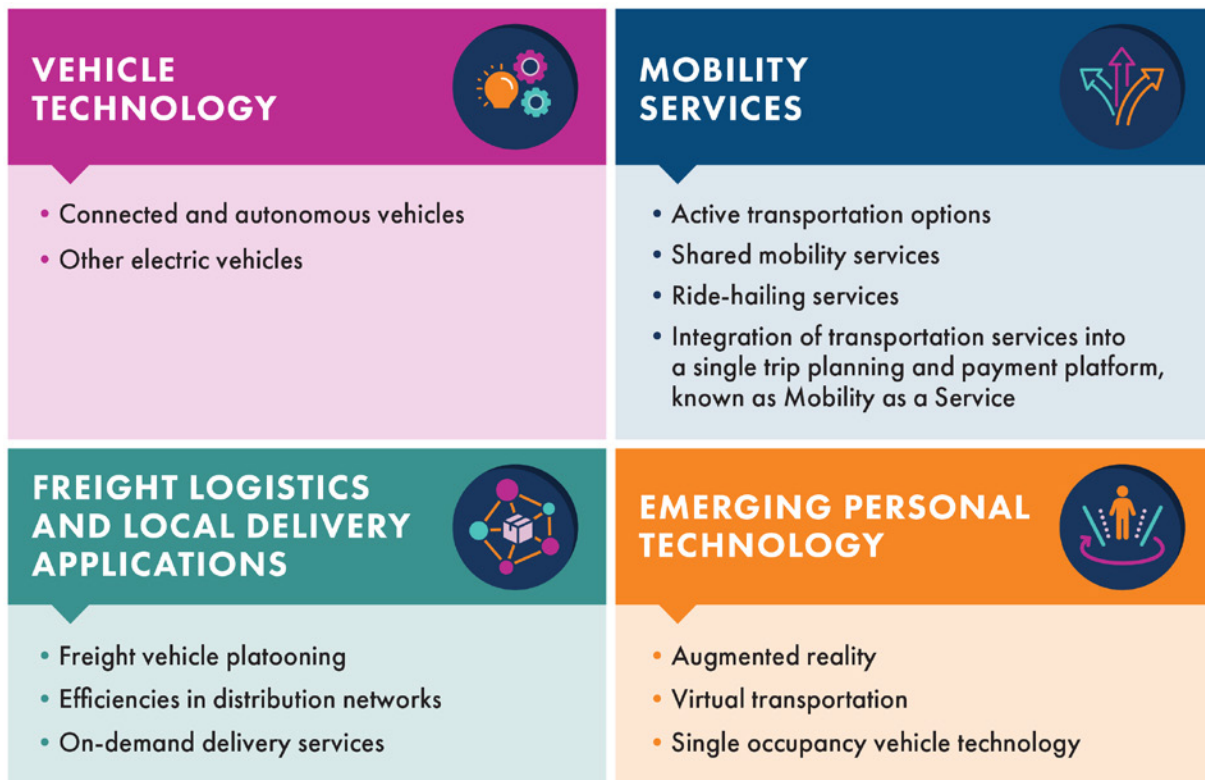 VEHICLE
TECHNOLOGY
• Connected and autonomous vehicles
• Other electric vehicles
MOBILITY
SERVICES
• Active transportation options
• Shared mobility services
• Ride-hailing services
• Integration of transportation services into
a single trip planning and payment platform,
known as Mobility as a Service
FREIGHT LOGISTICS
AND LOCAL DELIVERY
APPLICATIONS
• Freight vehicle platooning
• Efficiencies in distribution networks
• On-demand delivery services
EMERGING PERSONAL
TECHNOLOGY
• Augmented reality
• Virtual transportation
• Single occupancy vehicle technology